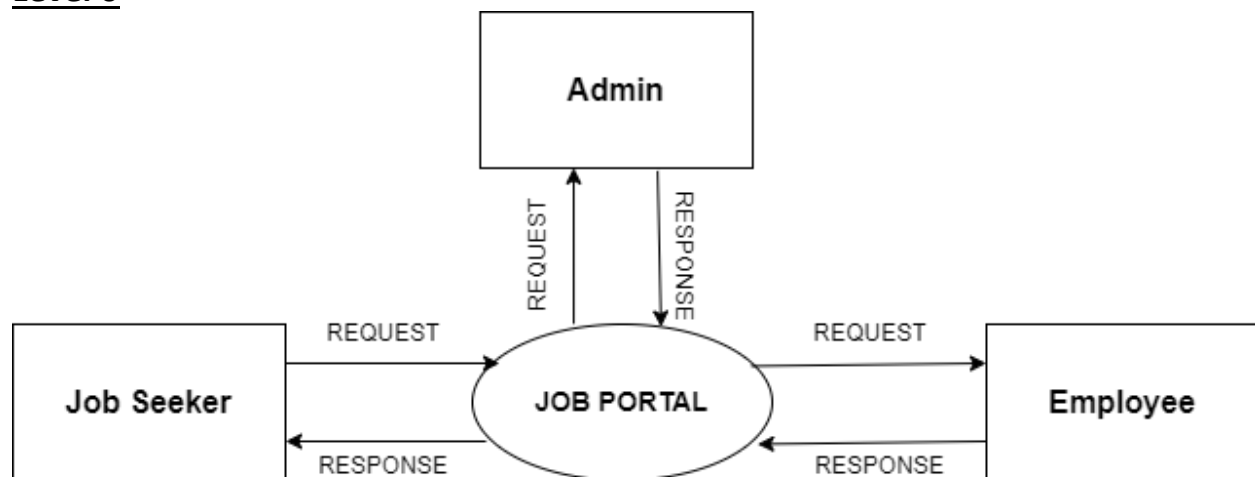 Level 0
Admin
REQUEST
RESPONSE
REQUEST
REQUEST
Job Seeker
JOB PORTAL
Employee
RESPONSE
RESPONSE